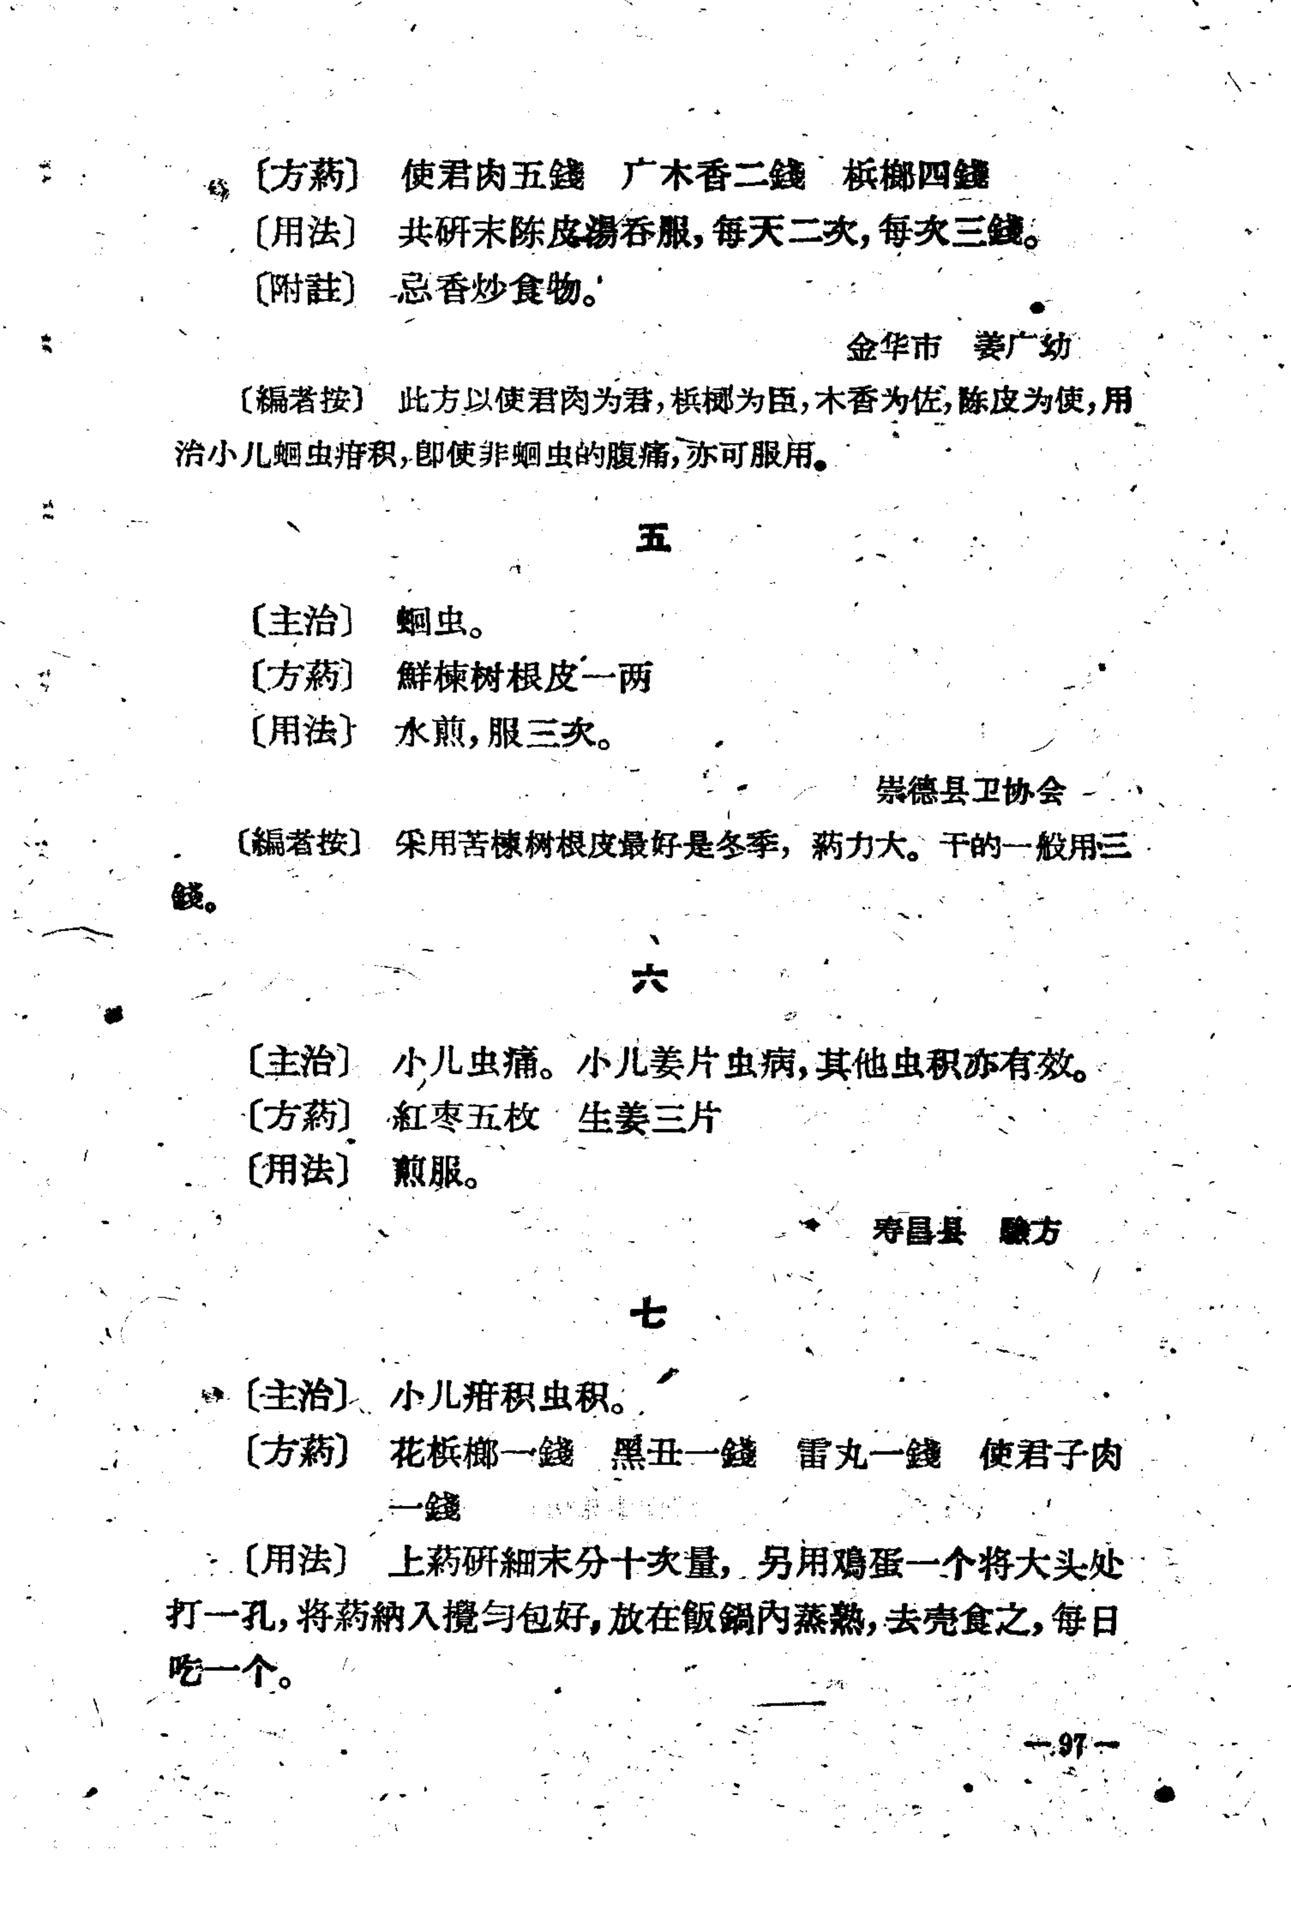 〔方葯〕 使君肉五錢 广木香二錢 梹榔四錢
〔用法〕 共研末陈皮湯吞服，每天二次，每次三錢。
〔附註〕 忌香炒食物。
金华市 姜广幼
〔編者按〕 此方以使君肉为君，梹榔为臣，木香为佐，陈皮为使，用
治小儿蛔虫疳积，即使非蛔虫的腹痛，亦可服用。
五
〔主治〕 蛔虫。
〔方葯〕 鮮楝树根皮一两
〔用法〕 水煎，服三次。
崇德县卫协会
〔編者按〕 采用苦楝树根皮最好是冬季，葯力大。干的一般用三
錢。
六
〔主治〕 小儿虫痛。小儿姜片虫病，其他虫积亦有效。
〔方葯〕 紅枣五枚 生姜三片
〔用法〕 煎服。
寿昌县 驗方
七
〔主治〕 小儿疳积虫积。
〔方葯〕 花梹榔一錢 黑丑一錢 雷丸一錢 使君子肉
一錢
〔用法〕 上葯研細末分十次量，另用鴻蛋一个将大头处
打一孔，将葯納入攪匀包好，放在飯鍋內蒸熟，去壳食之，每日
吃一个。
—97—